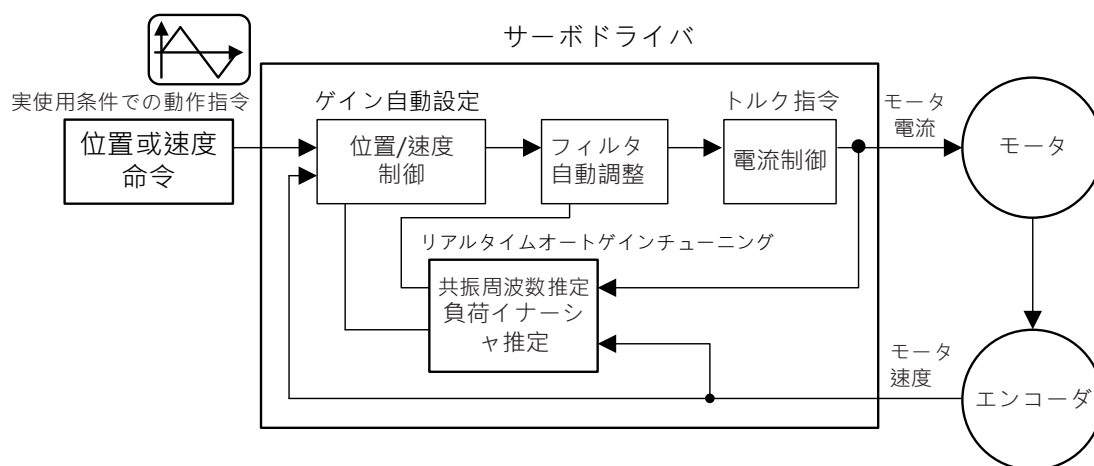 サーボドライバ
実使用条件での動作指令
位置或速度
命令
ゲイン自動設定
位置/速度
制御
フィルタ
自動調整
トルク指令
電流制御
モータ
電流
モータ
リアルタイムオートゲインチューニング
共振周波数推定
負荷イナーシ
ャ推定
モータ
速度
エンコーダ